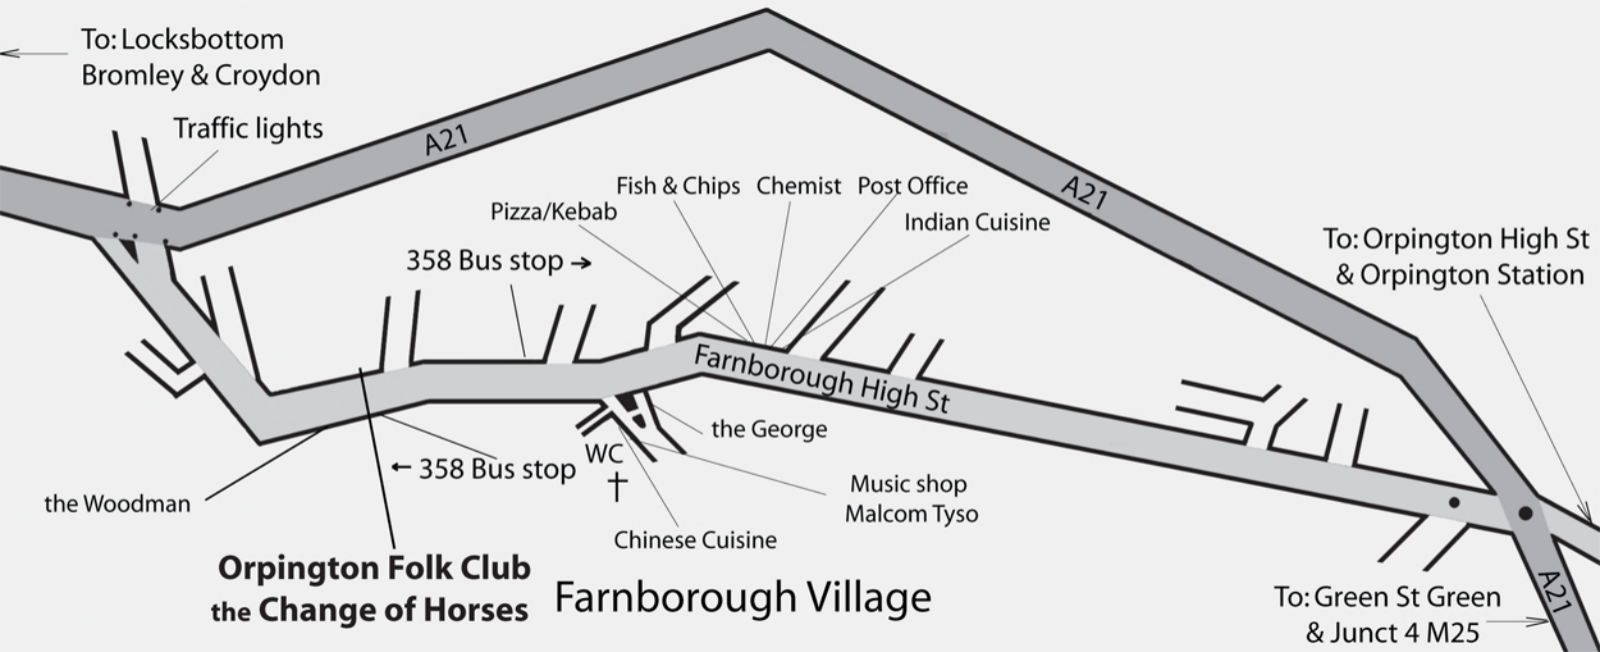 To: Locksbottom
Bromley & Croydon
Traffic lights
A21
Fish & Chips
Chemist
Post Office
Pizza/Kebab
Indian Cuisine
A21
358 Bus stop →
To: Orpington High St
& Orpington Station
Farnborough High St
the George
WC
← 358 Bus stop
the Woodman
Music shop
Malcom Tyso
Chinese Cuisine
Orpington Folk Club
the Change of Horses
Farnborough Village
To: Green St Green
& Junct 4 M25
A21